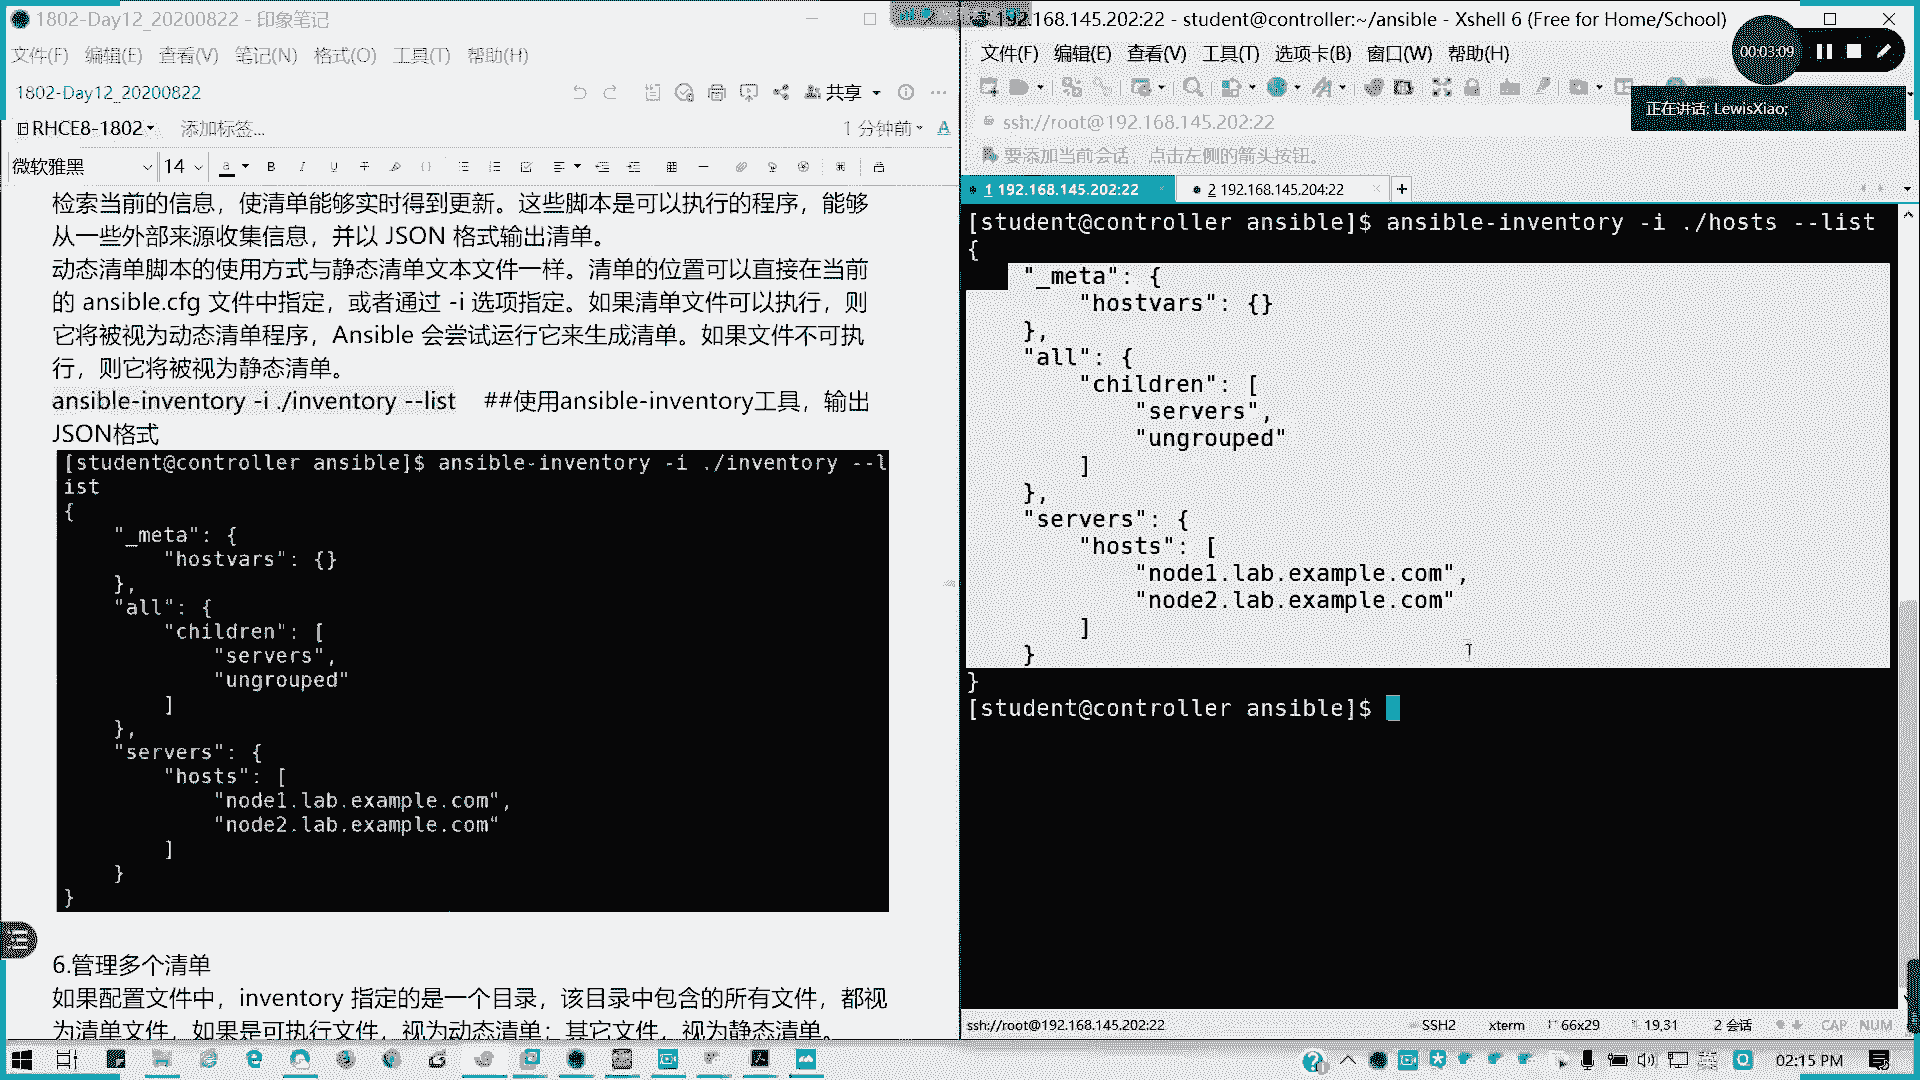 1802-Day12_20200822 - 印象笔记
文件(F) 编辑(E) 查看(V) 笔记(N) 格式(O) 工具(T) 帮助(H)
1802-Day12_20200822
共享
RHCE8-1802
添加标签...
1 分钟前
微软雅黑
14
检索当前的信息，使清单能够实时得到更新。这些脚本是可以执行的程序，能够
从一些外部来源收集信息，并以 JSON 格式输出清单。
动态清单脚本的使用方式与静态清单文本文件一样。清单的位置可以直接在当前
的 ansible.cfg 文件中指定，或者通过 -i 选项指定。如果清单文件可以执行，则
它将被视为动态清单程序，Ansible 会尝试运行它来生成清单。如果文件不可执
行，则它将被视为静态清单。
ansible-inventory -i ./inventory --list ##使用ansible-inventory工具，输出
JSON格式
[student@controller ansible]$ ansible-inventory -i ./inventory --l
ist
{
"_meta": {
"hostvars": {}
},
"all": {
"children": [
"servers",
"ungrouped"
]
},
"servers": {
"hosts": [
"node1.lab.example.com",
"node2.lab.example.com"
]
}
}
6.管理多个清单
如果配置文件中，inventory 指定的是一个目录，该目录中包含的所有文件，都视
为清单文件，如果是可执行文件，视为动态清单；其它文件，视为静态清单。
192.168.145.202:22 - student@controller:~/ansible - Xshell 6 (Free for Home/School)
文件(F) 编辑(E) 查看(V) 工具(T) 选项卡(B) 窗口(W) 帮助(H)
00:03:09
正在讲话: LewisXiao;
ssh://root@192.168.145.202:22
要添加当前会话，点击左侧的箭头按钮。
1 192.168.145.202:22
2 192.168.145.204:22
[student@controller ansible]$ ansible-inventory -i ./hosts --list
{
"_meta": {
"hostvars": {}
},
"all": {
"children": [
"servers",
"ungrouped"
]
},
"servers": {
"hosts": [
"node1.lab.example.com",
"node2.lab.example.com"
]
}
}
[student@controller ansible]$
ssh://root@192.168.145.202:22
SSH2
xterm
66x29
19,31
2 会话
CAP NUM
02:15 PM